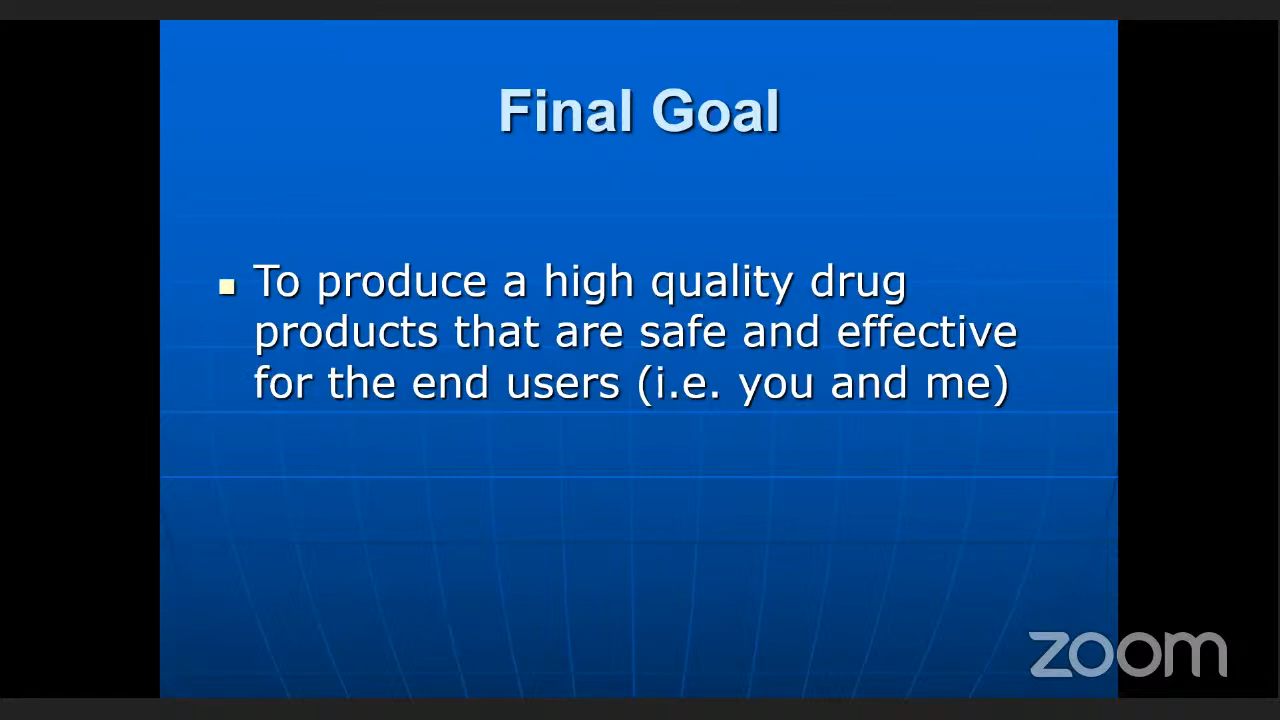 Final Goal
To produce a high quality drug
products that are safe and effective
for the end users (i.e. you and me)
zoom